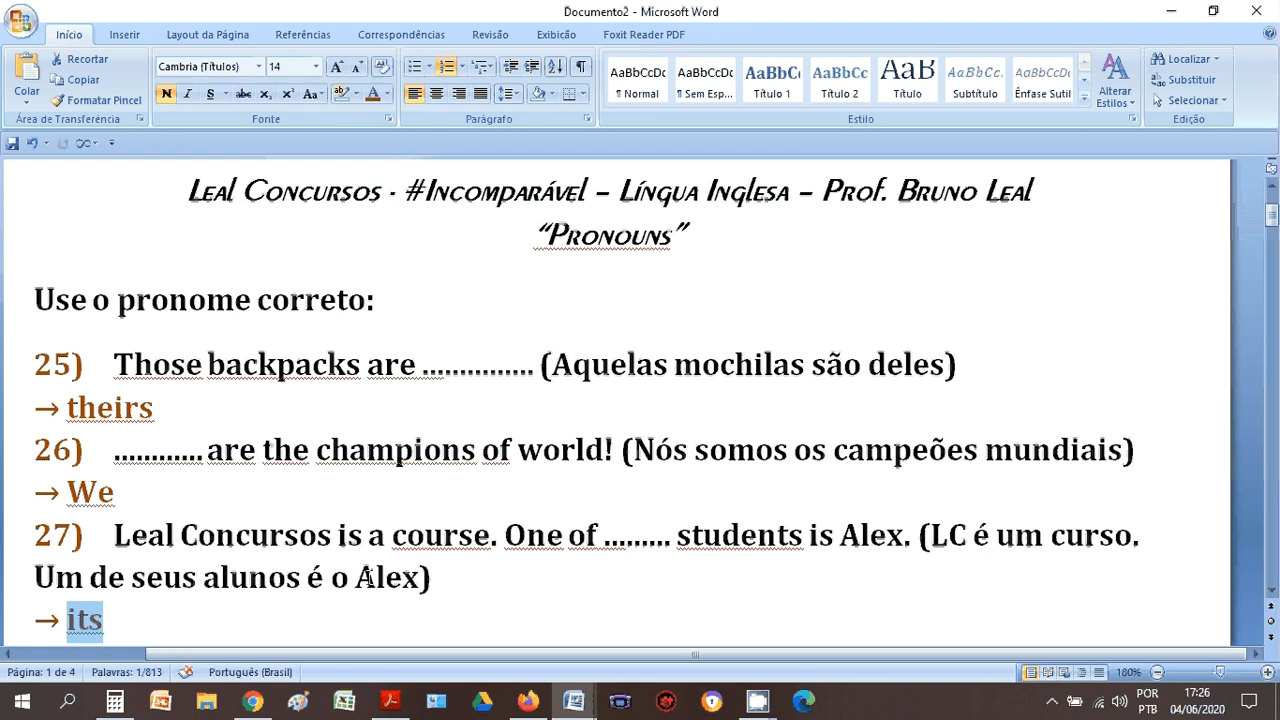 Documento2 - Microsoft Word
Início Inserir Layout da Página Referências Correspondências Revisão Exibição Foxit Reader PDF
Recortar
Copiar
Formatar Pincel
Colar
Área de Transferência
Cambria (Títulos) 14
N I S abc x₂ x² Aa
Fonte
Parágrafo
AaBbCcDc AaBbCcDc AaBbC AaBbCc AaB AaBbCc. AaBbCcDc
¶ Normal ¶ Sem Esp... Título 1 Título 2 Título Subtítulo Ênfase Sutil
Alterar Estilos
Estilo
Localizar
Substituir
Selecionar
Edição
Leal Concursos - #Incomparável – Língua Inglesa – Prof. Bruno Leal
“Pronouns”
Use o pronome correto:
25) Those backpacks are ............... (Aquelas mochilas são deles)
→ theirs
26) ............ are the champions of world! (Nós somos os campeões mundiais)
→ We
27) Leal Concursos is a course. One of ......... students is Alex. (LC é um curso.
Um de seus alunos é o Alex)
→ its
Página: 1 de 4 Palavras: 1/813 Português (Brasil) 180%
POR 17:26
PTB 04/06/2020